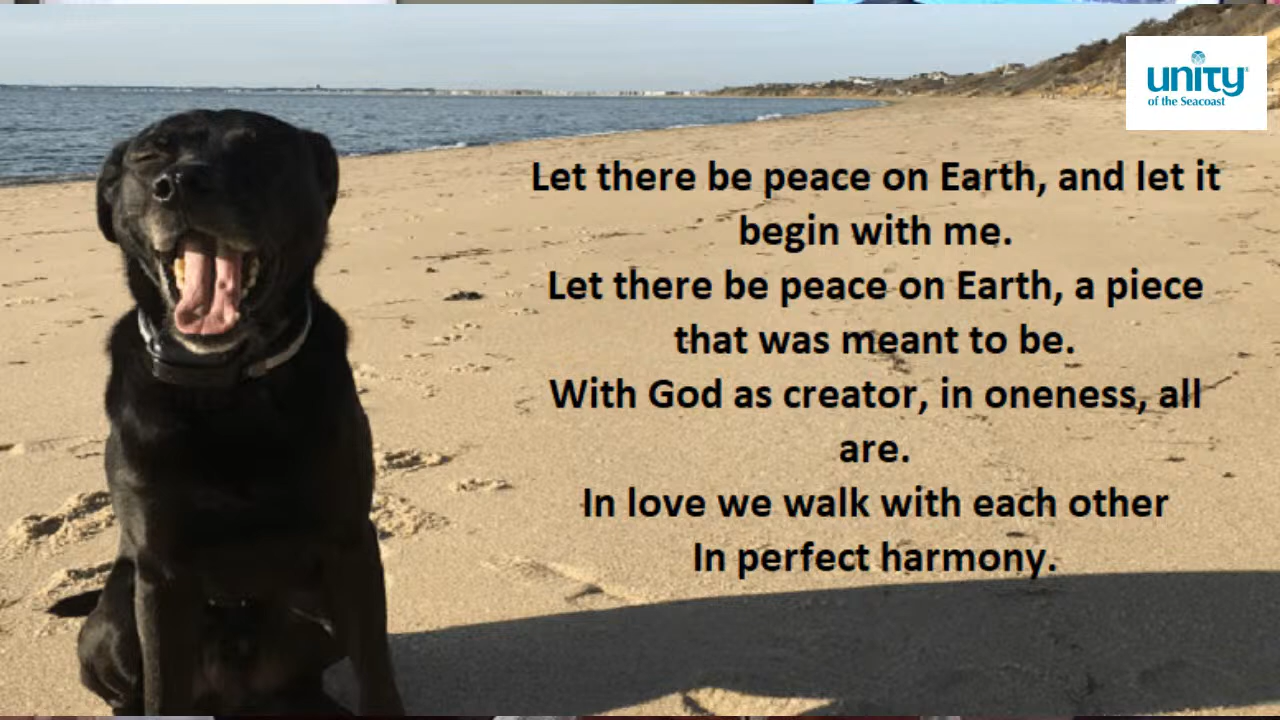 unity
of the Seacoast
Let there be peace on Earth, and let it
begin with me.
Let there be peace on Earth, a piece
that was meant to be.
With God as creator, in oneness, all
are.
In love we walk with each other
In perfect harmony.